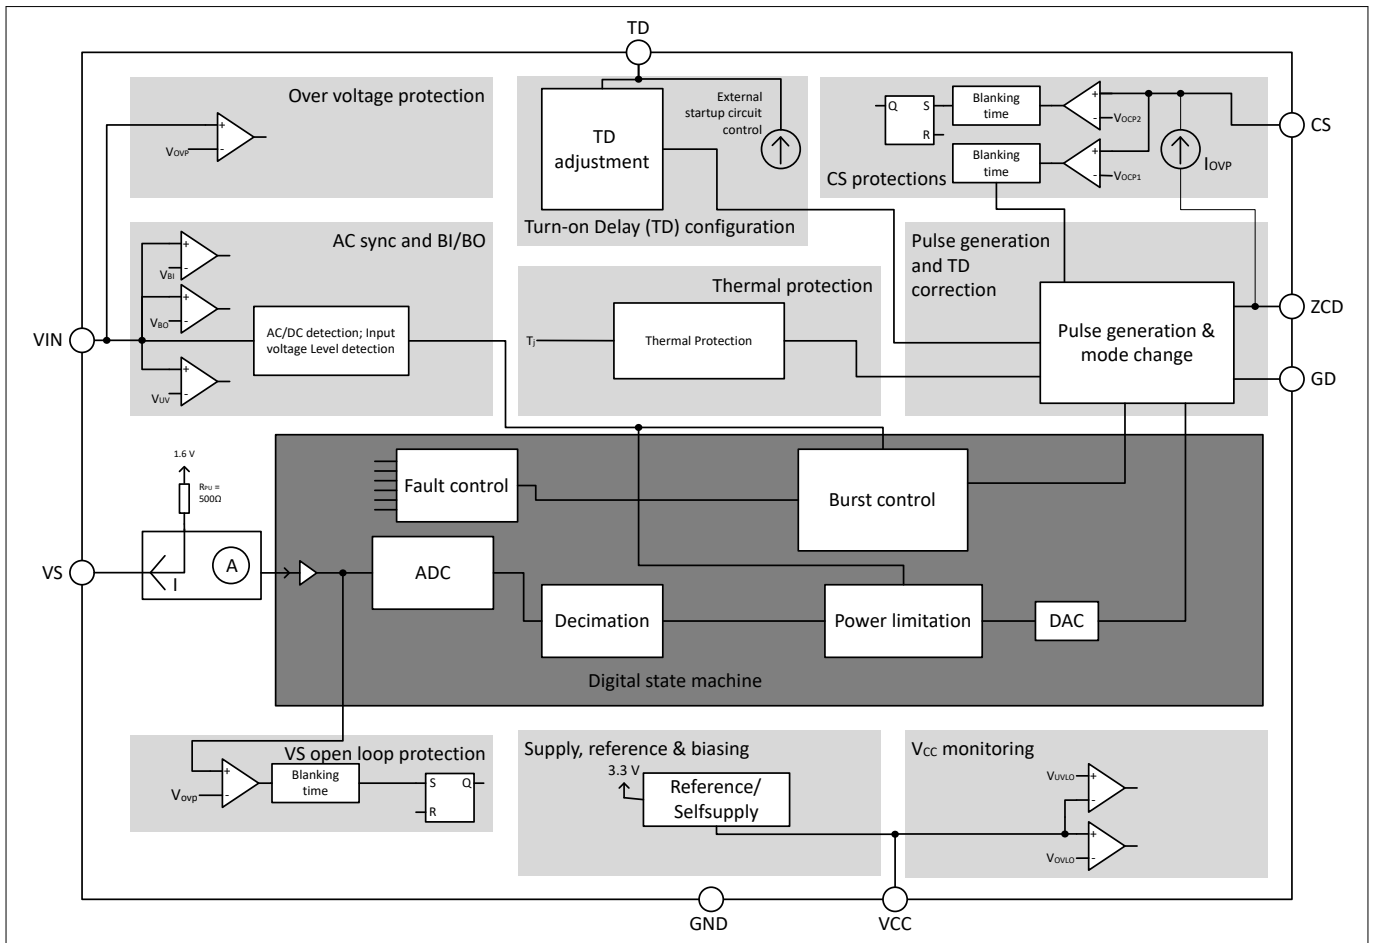 TD
Over voltage protection
+
VOVP
-
TD
adjustment
External
startup circuit
control
Turn-on Delay (TD) configuration
Q
S
R
Blanking
time
+
-
VOCP2
Blanking
time
+
-
VOCP1
IOVP
CS protections
CS
AC sync and BI/BO
+
VBI
-
+
VBO
-
+
VUV
-
AC/DC detection; Input
voltage Level detection
VIN
Thermal protection
Tj
Thermal Protection
Pulse generation
and TD
correction
Pulse generation &
mode change
ZCD
GD
1.6 V
RPU =
500Ω
VS
I
A
Fault control
Burst control
ADC
Decimation
Power limitation
DAC
Digital state machine
VS open loop protection
+
Vovp
-
Blanking
time
S
Q
R
Supply, reference & biasing
3.3 V
Reference/
Selfsupply
VCC monitoring
VUVLO
+
-
+
VOVLO
-
GND
VCC